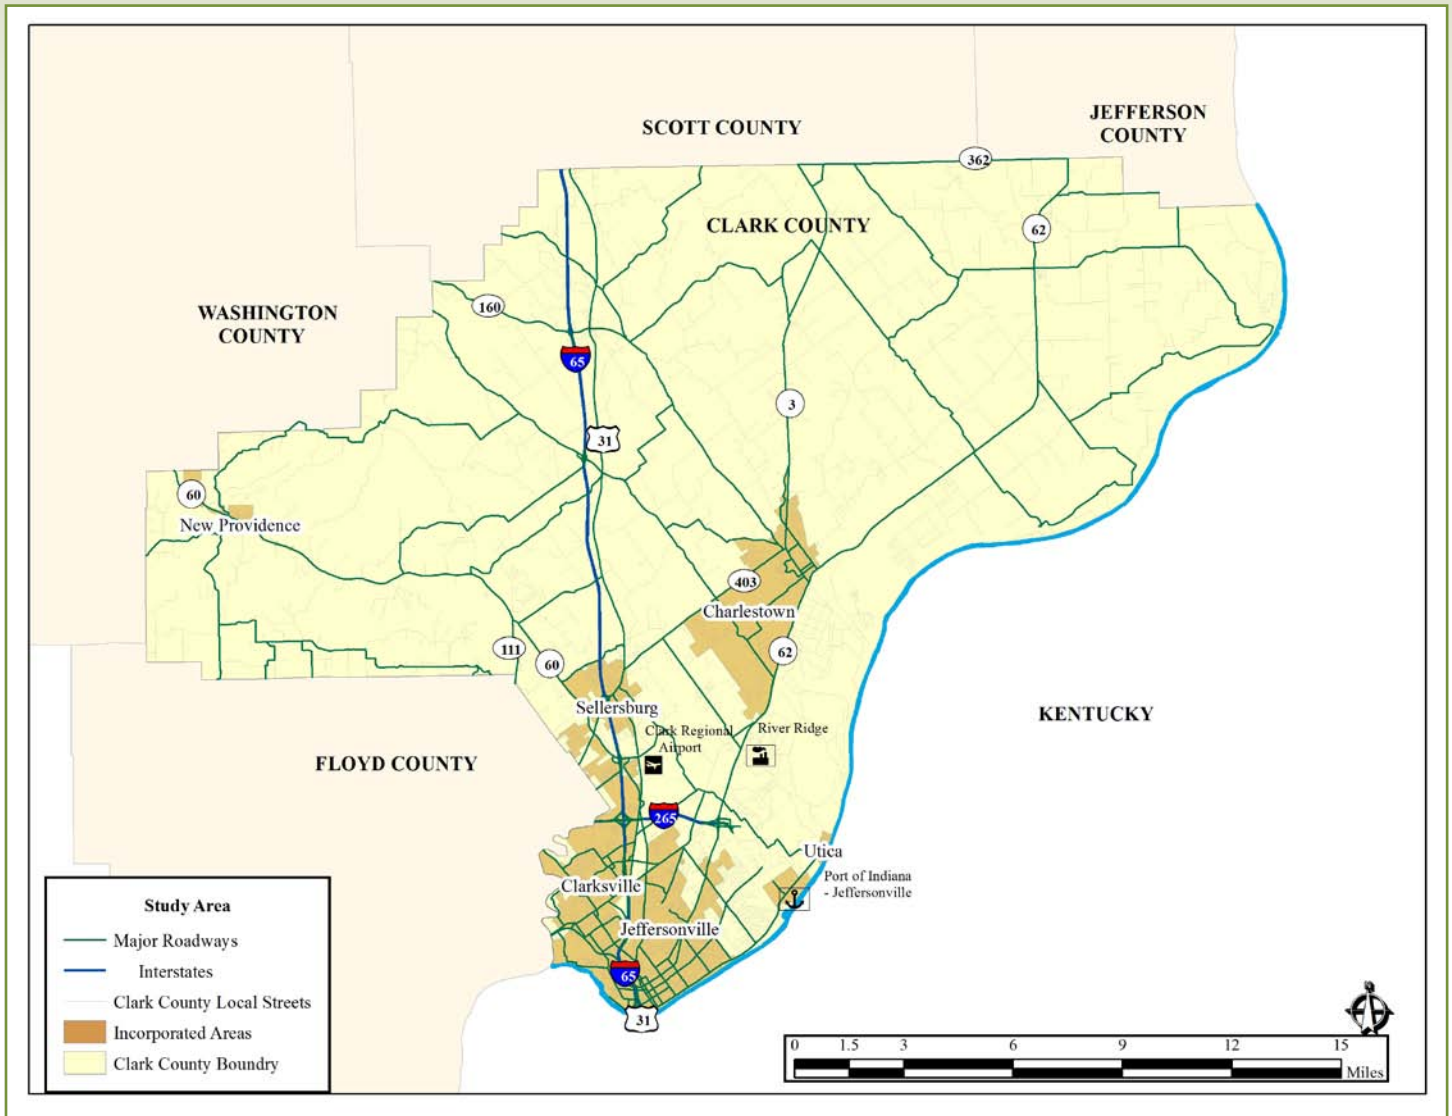 JEFFERSON
COUNTY
SCOTT COUNTY
362
CLARK COUNTY
62
160
WASHINGTON
COUNTY
65
3
31
60
New Providence
403
Charlestown
111
60
62
Sellersburg
KENTUCKY
Clark Regional
Airport
River Ridge
FLOYD COUNTY
265
Utica
Port of Indiana
- Jeffersonville
Clarksville
Jeffersonville
65
31
Study Area
Major Roadways
Interstates
Clark County Local Streets
Incorporated Areas
Clark County Boundry
0 1.5 3 6 9 12 15
Miles